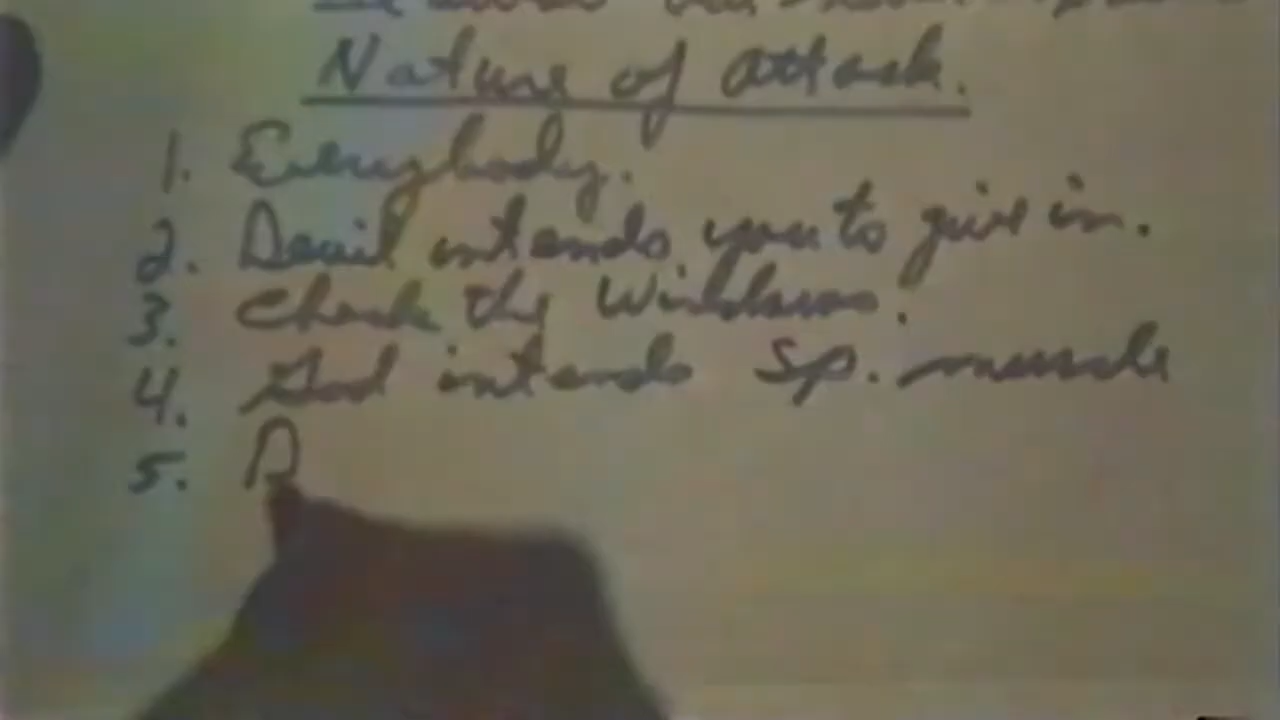 Nature of Attack.
1. Everybody.
2. Devil intends you to give in.
3. Check the Windows.
4. God intends Sp. muscle
5.